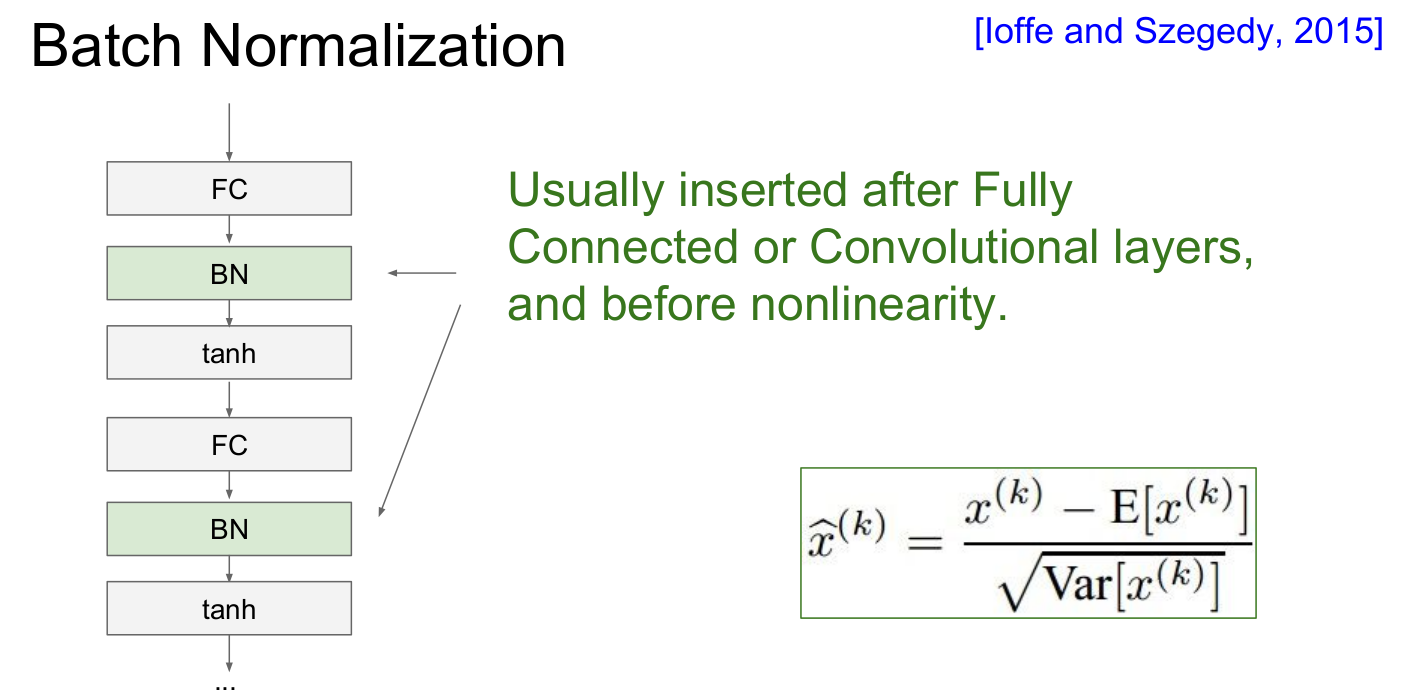 Batch Normalization
[Ioffe and Szegedy, 2015]
FC
BN
tanh
FC
BN
tanh
...
Usually inserted after Fully
Connected or Convolutional layers,
and before nonlinearity.
x̂^(k) = (x^(k) − E[x^(k)]) / √Var[x^(k)]